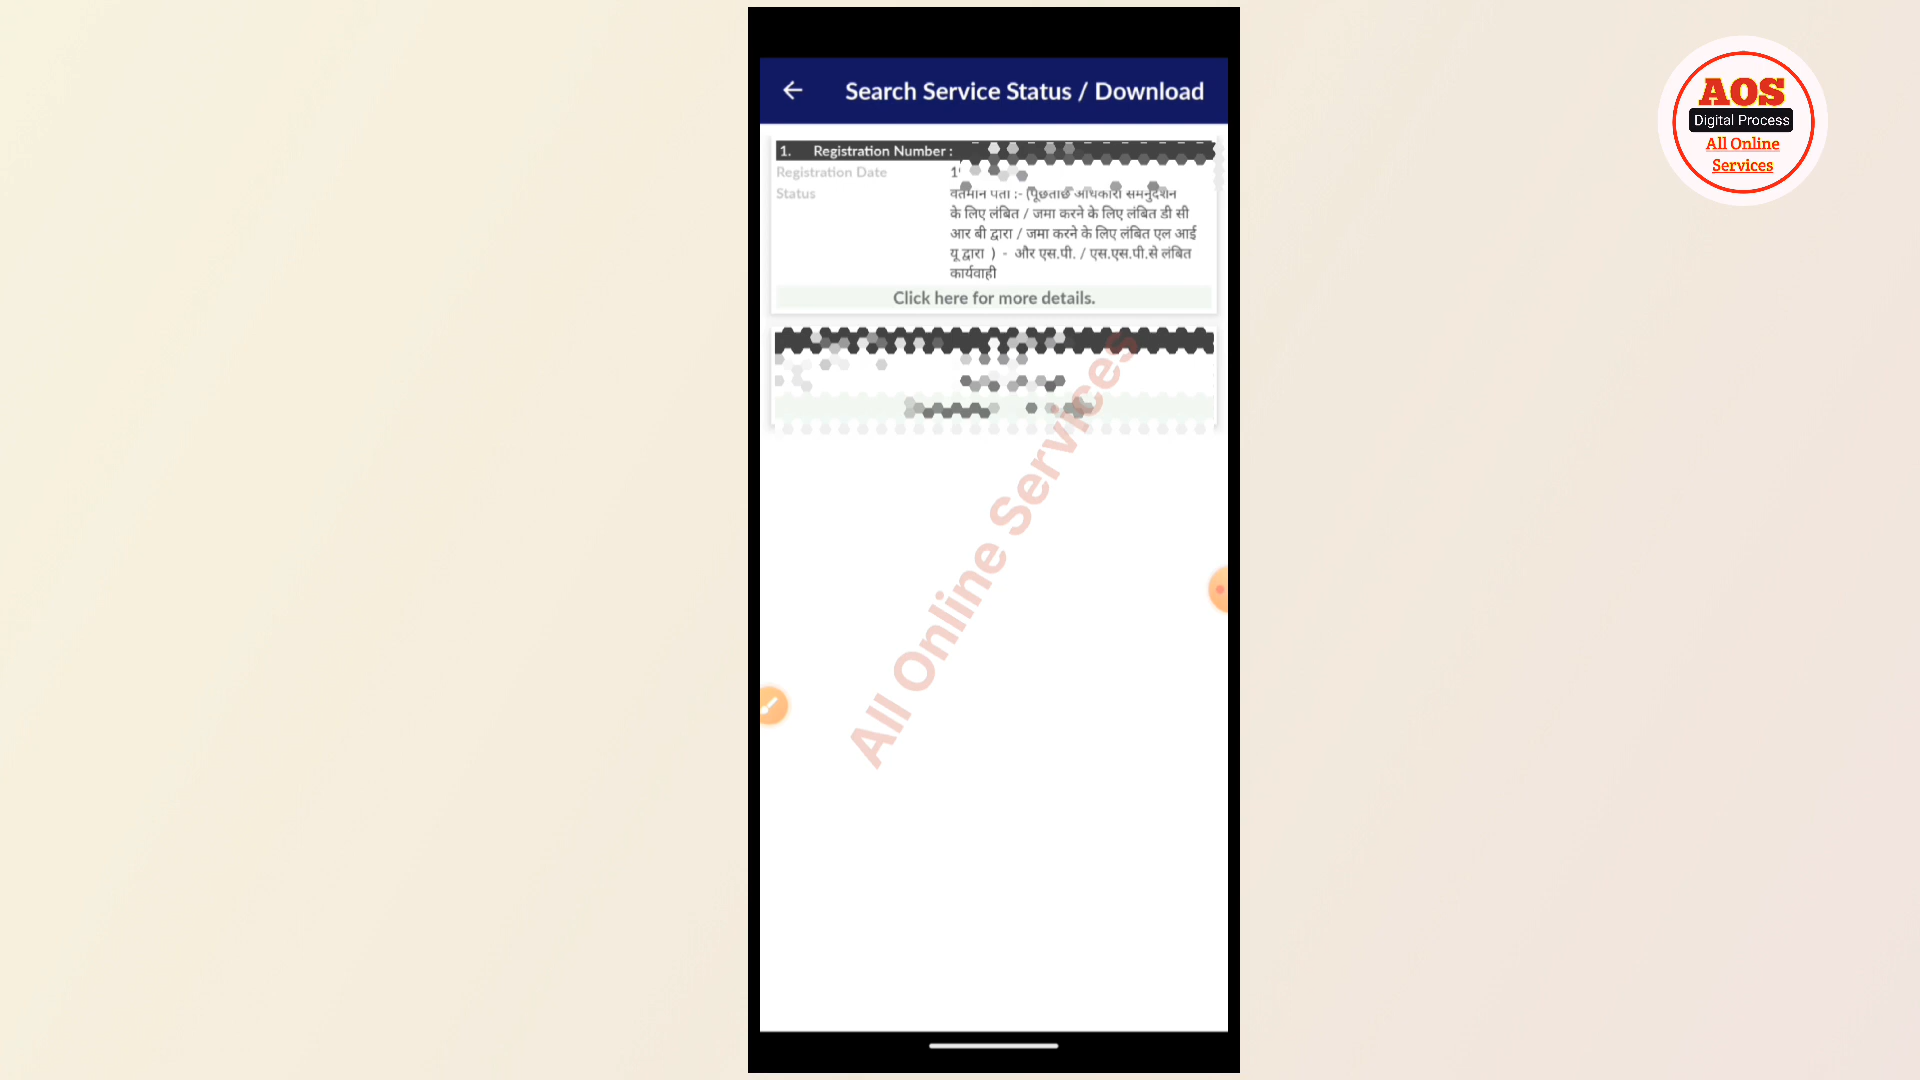 Search Service Status / Download
1. Registration Number :
Registration Date
Status
वर्तमान पता :- (पूछताछ अधिकारी समनुदेशन
के लिए लंबित / जमा करने के लिए लंबित डी सी
आर बी द्वारा / जमा करने के लिए लंबित एल आई
यू द्वारा ) - और एस.पी. / एस.एस.पी.से लंबित
कार्यवाही
Click here for more details.
All Online Services
AOS
Digital Process
All Online
Services